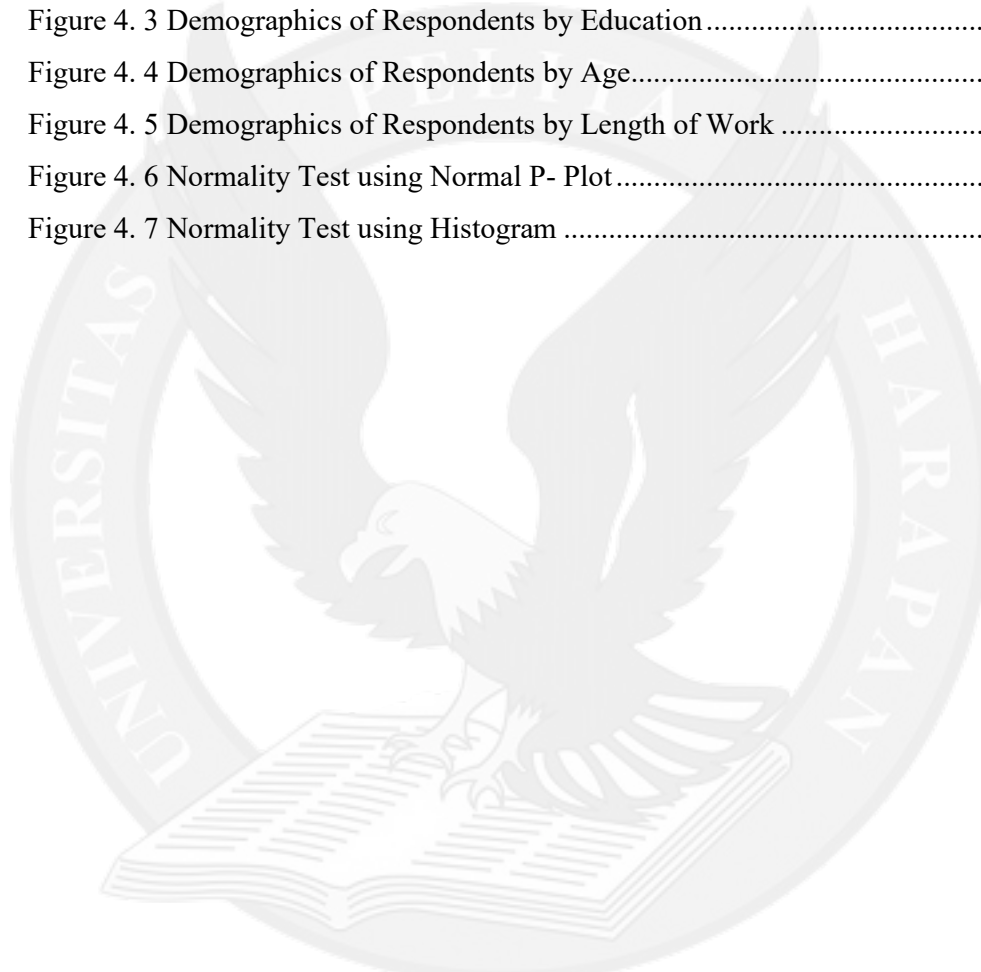 Figure 4. 3 Demographics of Respondents by Education....................................
Figure 4. 4 Demographics of Respondents by Age..............................................
Figure 4. 5 Demographics of Respondents by Length of Work ..........................
Figure 4. 6 Normality Test using Normal P- Plot................................................
Figure 4. 7 Normality Test using Histogram .......................................................
UNIVERSITAS PELITA HARAPAN